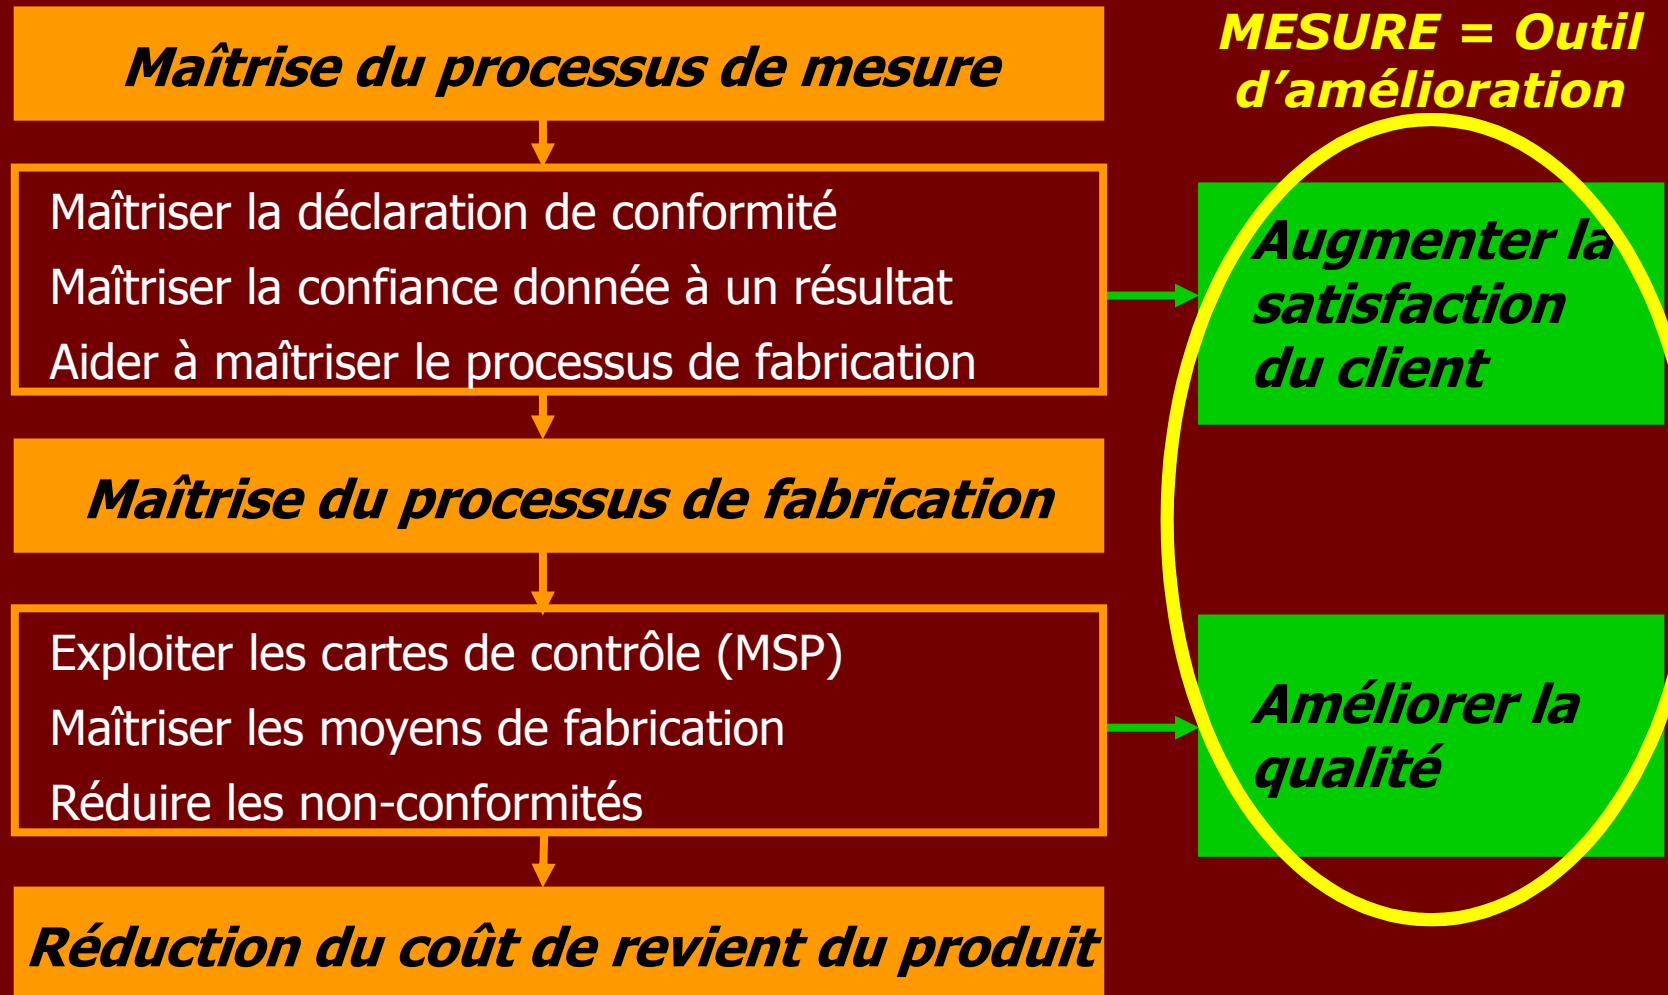 Maîtrise du processus de mesure
MESURE = Outil
d’amélioration
Maîtriser la déclaration de conformité
Maîtriser la confiance donnée à un résultat
Aider à maîtriser le processus de fabrication
Augmenter la
satisfaction
du client
Maîtrise du processus de fabrication
Exploiter les cartes de contrôle (MSP)
Maîtriser les moyens de fabrication
Réduire les non-conformités
Améliorer la
qualité
Réduction du coût de revient du produit